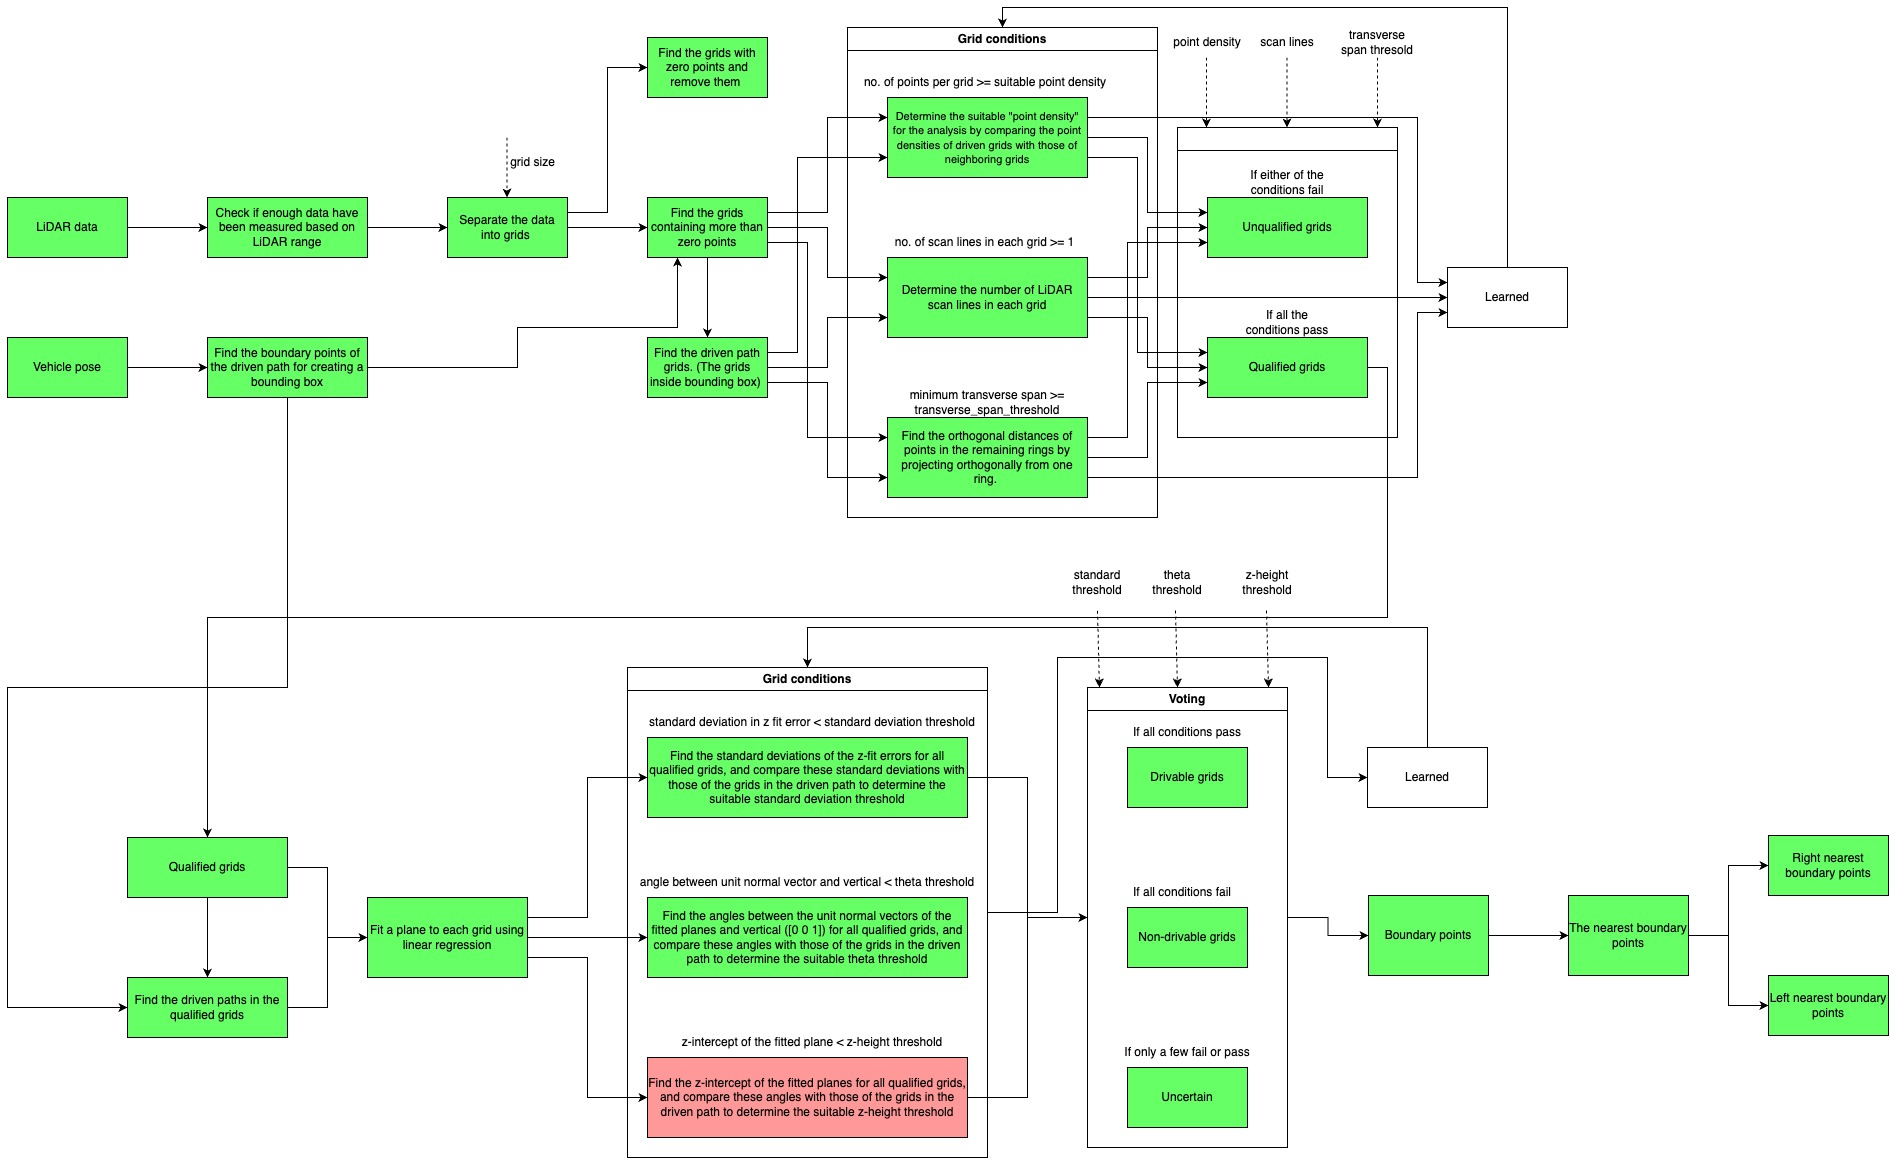 Grid conditions
point density
scan lines
transverse
span thresold
Find the grids with
zero points and
remove them
no. of points per grid >= suitable point density
Determine the suitable "point density"
for the analysis by comparing the point
densities of driven grids with those of
neighboring grids
grid size
If either of the
conditions fail
LiDAR data
Check if enough data have
been measured based on
LiDAR range
Separate the data
into grids
Find the grids
containing more than
zero points
Unqualified grids
no. of scan lines in each grid >= 1
Determine the number of LiDAR
scan lines in each grid
Learned
If all the
conditions pass
Vehicle pose
Find the boundary points of
the driven path for creating a
bounding box
Find the driven path
grids. (The grids
inside bounding box)
Qualified grids
minimum transverse span >=
transverse_span_threshold
Find the orthogonal distances of
points in the remaining rings by
projecting orthogonally from one
ring.
standard
threshold
theta
threshold
z-height
threshold
Grid conditions
Voting
standard deviation in z fit error < standard deviation threshold
Find the standard deviations of the z-fit errors for all
qualified grids, and compare these standard deviations with
those of the grids in the driven path to determine the
suitable standard deviation threshold
If all conditions pass
Drivable grids
Learned
Qualified grids
angle between unit normal vector and vertical < theta threshold
Find the angles between the unit normal vectors of the
fitted planes and vertical ([0 0 1]) for all qualified grids, and
compare these angles with those of the grids in the driven
path to determine the suitable theta threshold
If all conditions fail
Non-drivable grids
Fit a plane to each grid using
linear regression
Boundary points
The nearest boundary
points
Right nearest
boundary points
Left nearest boundary
points
Find the driven paths in the
qualified grids
z-intercept of the fitted plane < z-height threshold
Find the z-intercept of the fitted planes for all qualified grids,
and compare these angles with those of the grids in the
driven path to determine the suitable z-height threshold
If only a few fail or pass
Uncertain